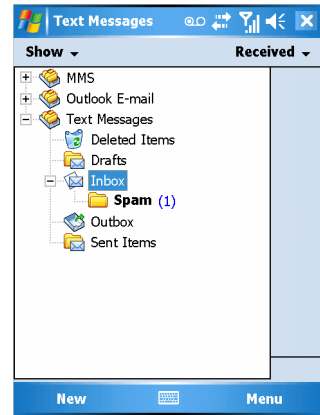 Text Messages
Show Received
MMS
Outlook E-mail
Text Messages
Deleted Items
Drafts
Inbox
Spam (1)
Outbox
Sent Items
New Menu